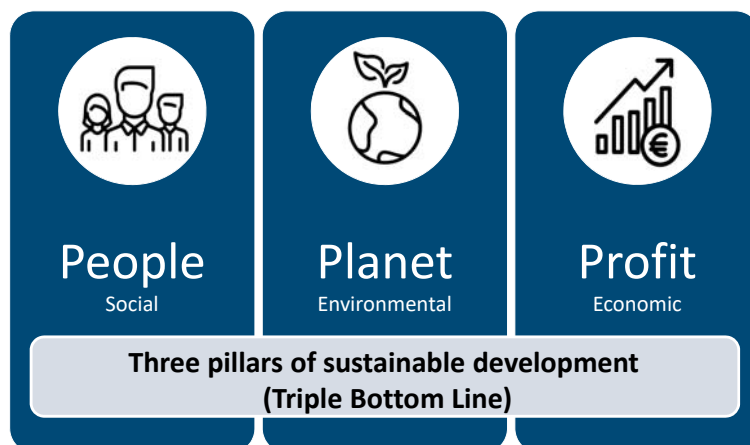 €
People
Social
Planet
Environmental
Profit
Economic
Three pillars of sustainable development
(Triple Bottom Line)